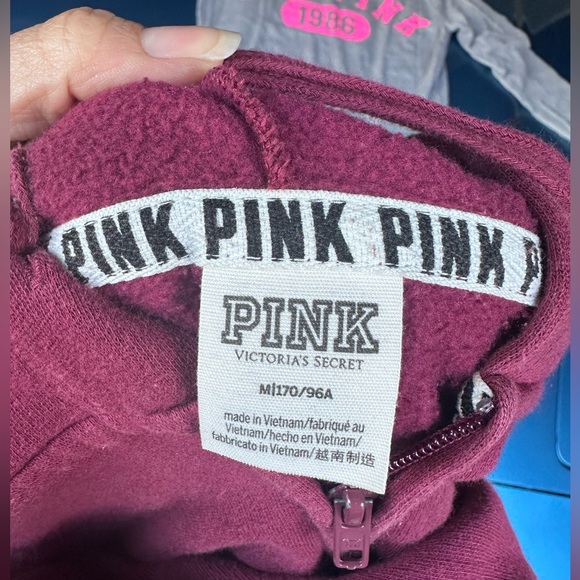 PINK
1986
PINK PINK PINK
PINK
VICTORIA'S SECRET
M|170/96A
made in Vietnam/fabriqué au
Vietnam/hecho en Vietnam/
fabbricato in Vietnam/越南制造